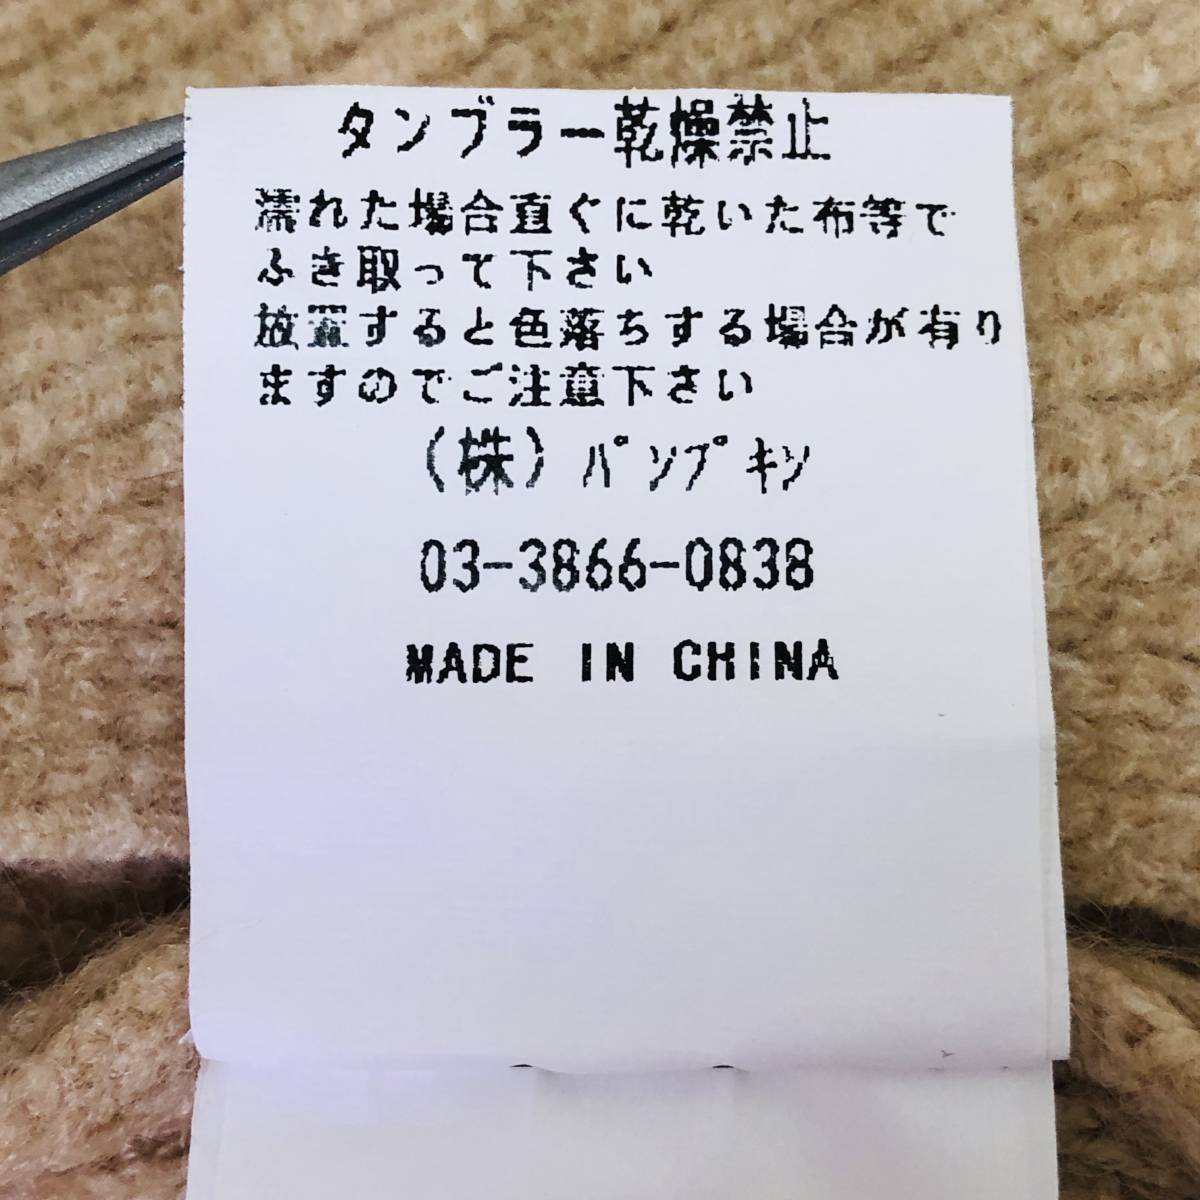 タンブラー乾燥禁止
濡れた場合直ぐに乾いた布等で
ふき取って下さい
放置すると色落ちする場合が有り
ますのでご注意下さい
(株)パンプキン
03-3866-0838
MADE IN CHINA